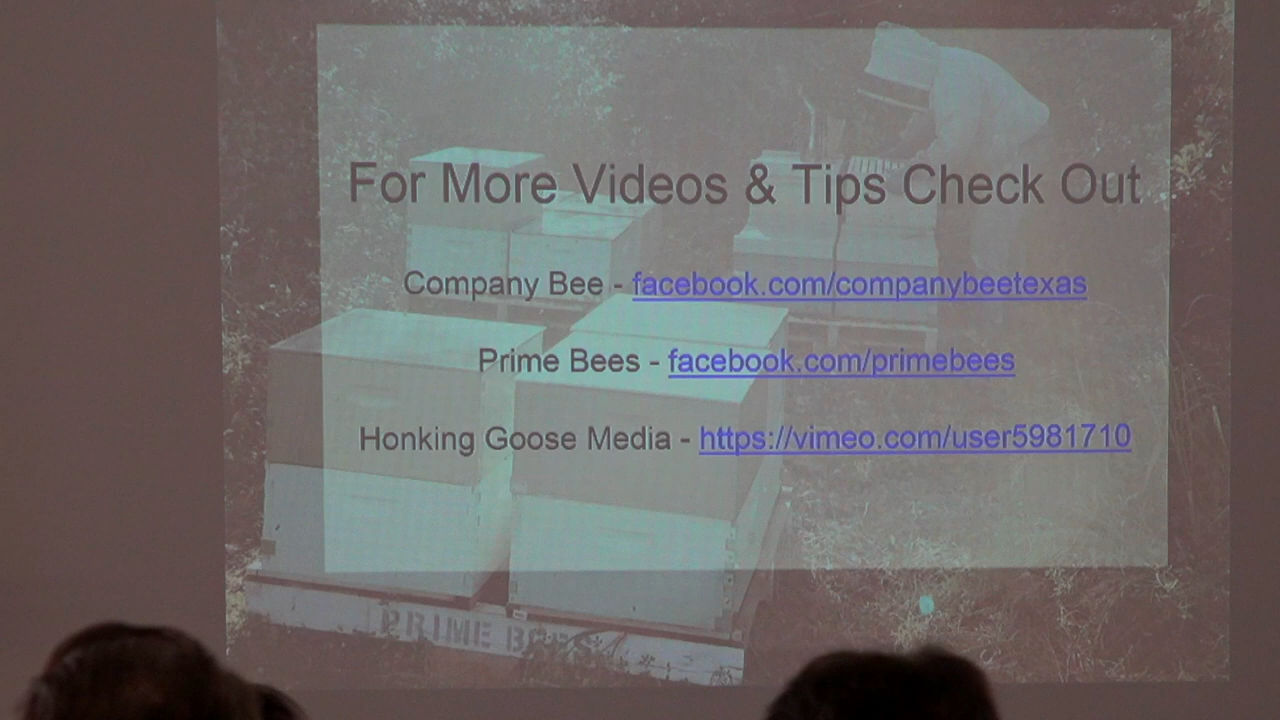 For More Videos & Tips Check Out
Company Bee - facebook.com/companybeetexas
Prime Bees - facebook.com/primebees
Honking Goose Media - https://vimeo.com/user5981710
PRIME BEES